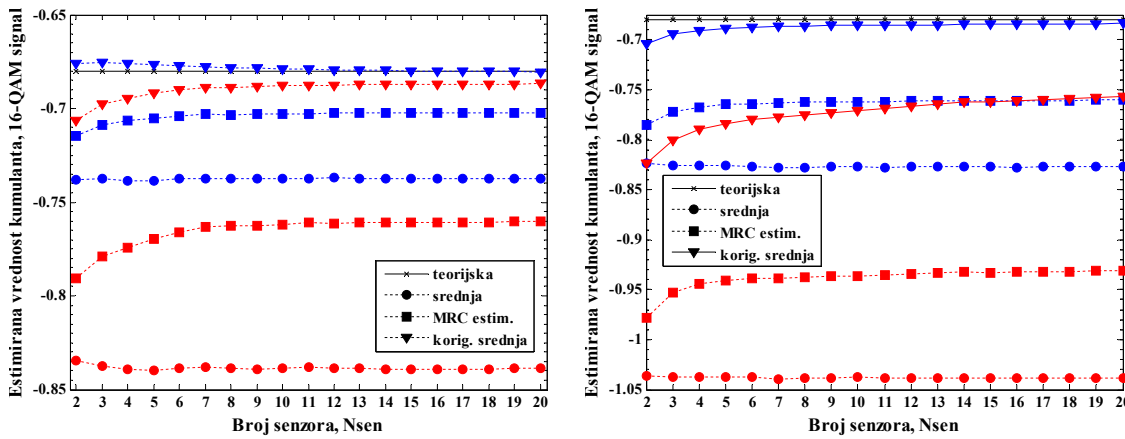 Estimirana vrednost kumulanta, 16-QAM signal
-0.65
-0.7
-0.75
-0.8
-0.85
2 3 4 5 6 7 8 9 10 11 12 13 14 15 16 17 18 19 20
Broj senzora, Nsen
teorijska
srednja
MRC estim.
korig. srednja
Estimirana vrednost kumulanta, 16-QAM signal
-0.7
-0.75
-0.8
-0.85
-0.9
-0.95
-1
-1.05
2 3 4 5 6 7 8 9 10 11 12 13 14 15 16 17 18 19 20
Broj senzora, Nsen
teorijska
srednja
MRC estim.
korig. srednja